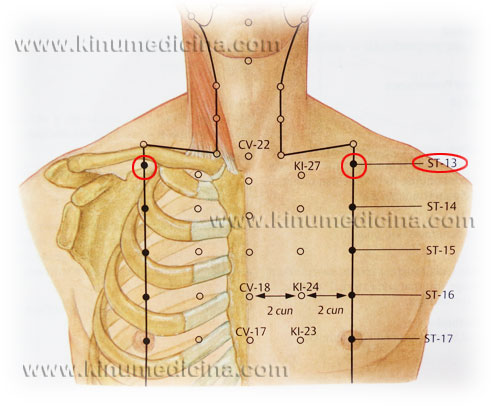 www.kinumedicina.com
CV-22
KI-27
ST-13
ST-14
www.kinumedicina.com
ST-15
CV-18
KI-24
ST-16
2 cun
2 cun
CV-17
KI-23
ST-17
www.kinumedicina.com